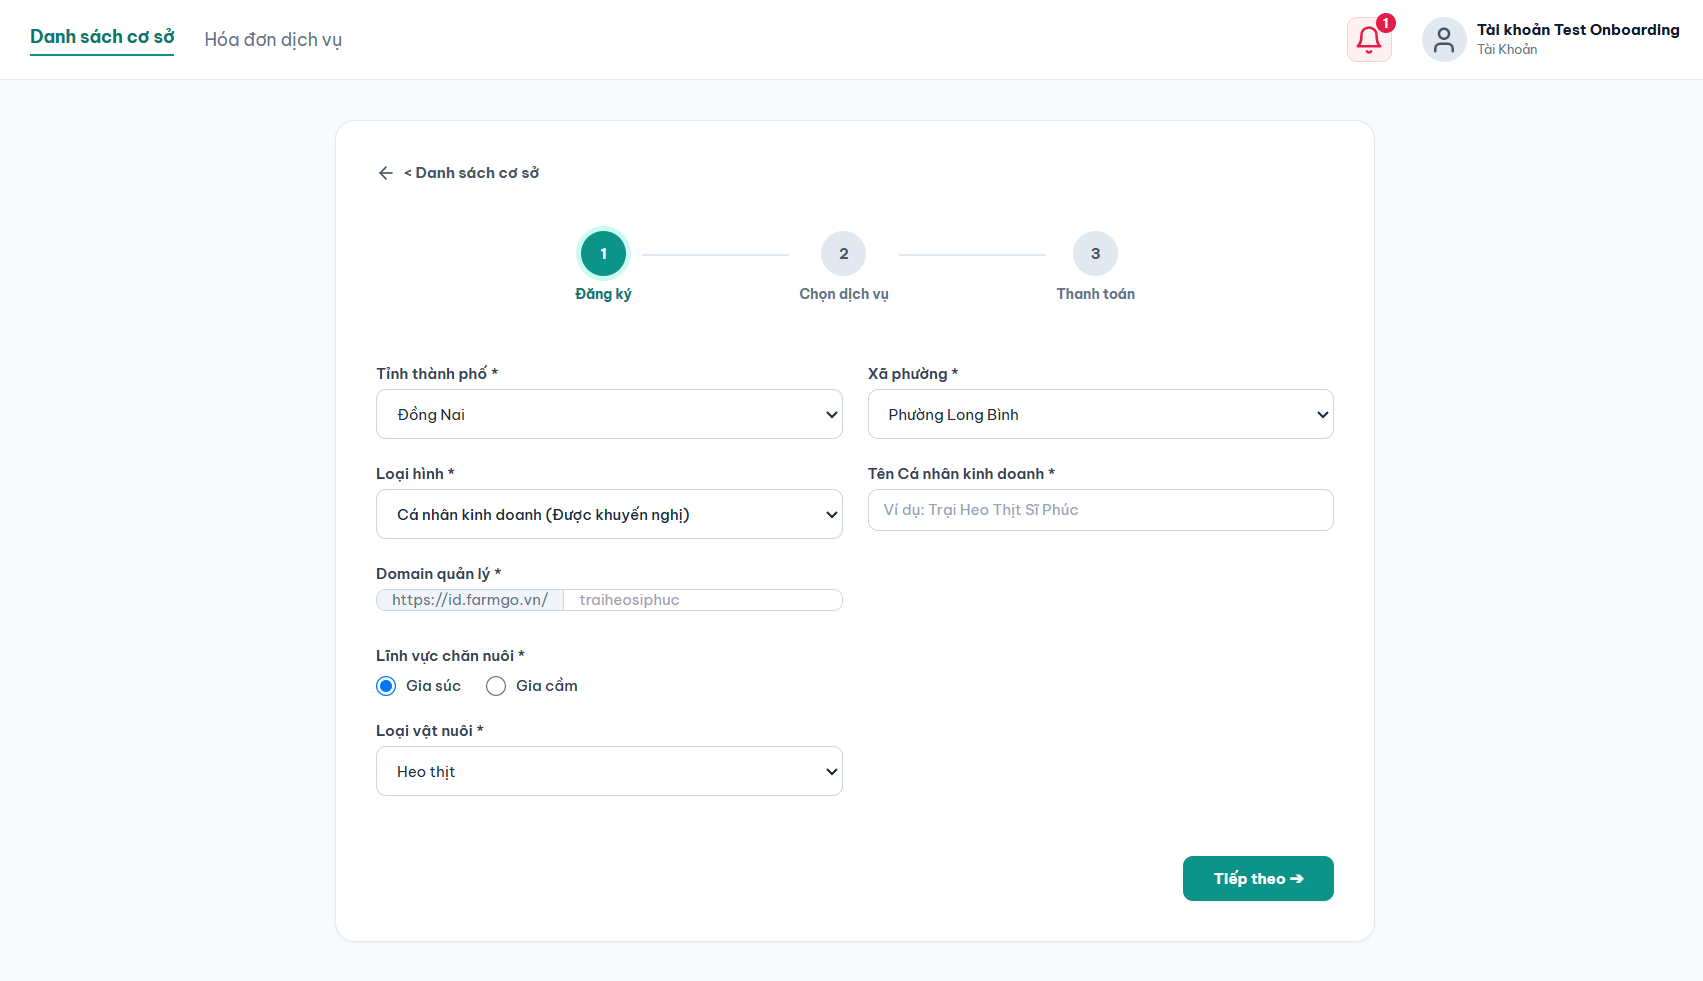 Danh sách cơ sở
Hóa đơn dịch vụ
1
Tài khoản Test Onboarding
Tài Khoản
< Danh sách cơ sở
1
2
3
Đăng ký
Chọn dịch vụ
Thanh toán
Tỉnh thành phố *
Xã phường *
Đồng Nai
Phường Long Bình
Loại hình *
Tên Cá nhân kinh doanh *
Cá nhân kinh doanh (Được khuyến nghị)
Ví dụ: Trại Heo Thịt Sĩ Phúc
Domain quản lý *
https://id.farmgo.vn/ traiheosiphuc
Lĩnh vực chăn nuôi *
Gia súc
Gia cầm
Loại vật nuôi *
Heo thịt
Tiếp theo ➔